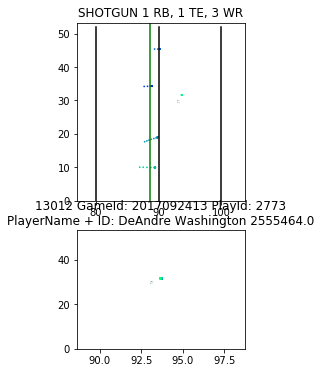 SHOTGUN 1 RB, 1 TE, 3 WR
50
40
30
20
10
0
80 90 100
13012 GameId: 2017092413 PlayId: 2773
PlayerName + ID: DeAndre Washington 2555464.0
40
20
0
90.0 92.5 95.0 97.5